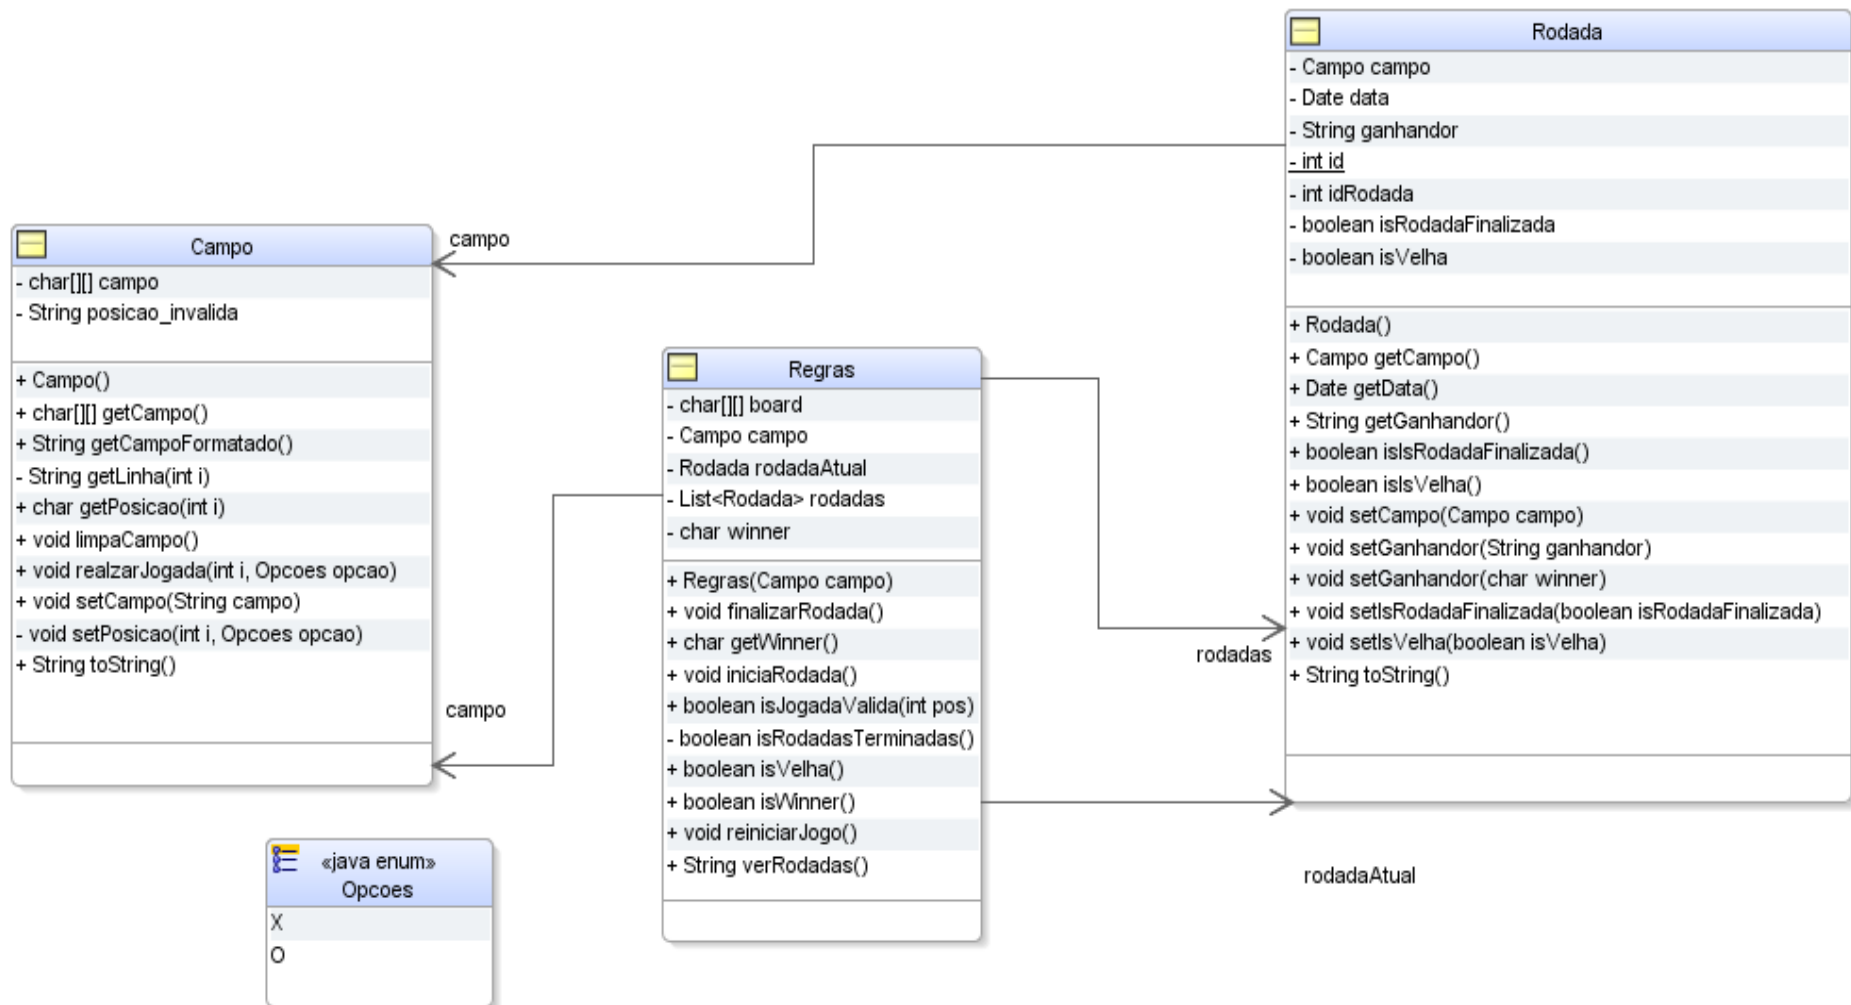 Rodada
- Campo campo
- Date data
- String ganhandor
- int id
- int idRodada
- boolean isRodadaFinalizada
- boolean isVelha
+ Rodada()
+ Campo getCampo()
+ Date getData()
+ String getGanhandor()
+ boolean isIsRodadaFinalizada()
+ boolean isIsVelha()
+ void setCampo(Campo campo)
+ void setGanhandor(String ganhandor)
+ void setGanhandor(char winner)
+ void setIsRodadaFinalizada(boolean isRodadaFinalizada)
+ void setIsVelha(boolean isVelha)
+ String toString()
campo
Campo
- char[][] campo
- String posicao_invalida
+ Campo()
+ char[][] getCampo()
+ String getCampoFormatado()
- String getLinha(int i)
+ char getPosicao(int i)
+ void limpaCampo()
+ void realzarJogada(int i, Opcoes opcao)
+ void setCampo(String campo)
- void setPosicao(int i, Opcoes opcao)
+ String toString()
campo
Regras
- char[][] board
- Campo campo
- Rodada rodadaAtual
- List<Rodada> rodadas
- char winner
+ Regras(Campo campo)
+ void finalizarRodada()
+ char getWinner()
+ void iniciaRodada()
+ boolean isJogadaValida(int pos)
- boolean isRodadasTerminadas()
+ boolean isVelha()
+ boolean isWinner()
+ void reiniciarJogo()
+ String verRodadas()
rodadas
rodadaAtual
«java enum»
Opcoes
X
O